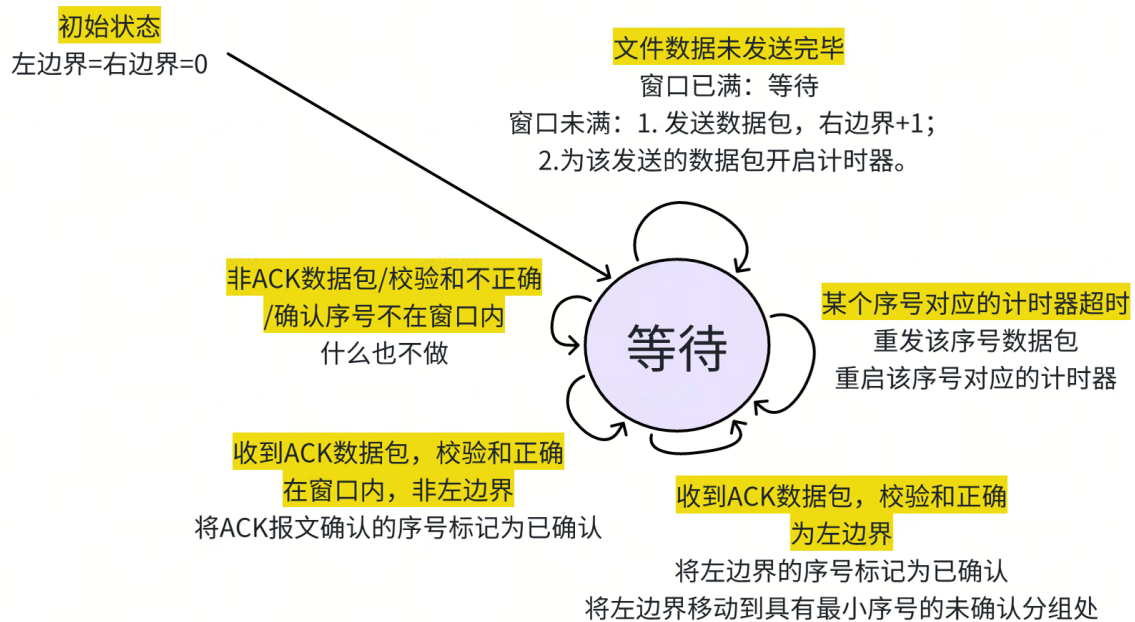 初始状态
左边界=右边界=0
文件数据未发送完毕
窗口已满：等待
窗口未满：1. 发送数据包，右边界+1；
2.为该发送的数据包开启计时器。
非ACK数据包/校验和不正确
/确认序号不在窗口内
什么也不做
等待
某个序号对应的计时器超时
重发该序号数据包
重启该序号对应的计时器
收到ACK数据包，校验和正确
在窗口内，非左边界
将ACK报文确认的序号标记为已确认
收到ACK数据包，校验和正确
为左边界
将左边界的序号标记为已确认
将左边界移动到具有最小序号的未确认分组处